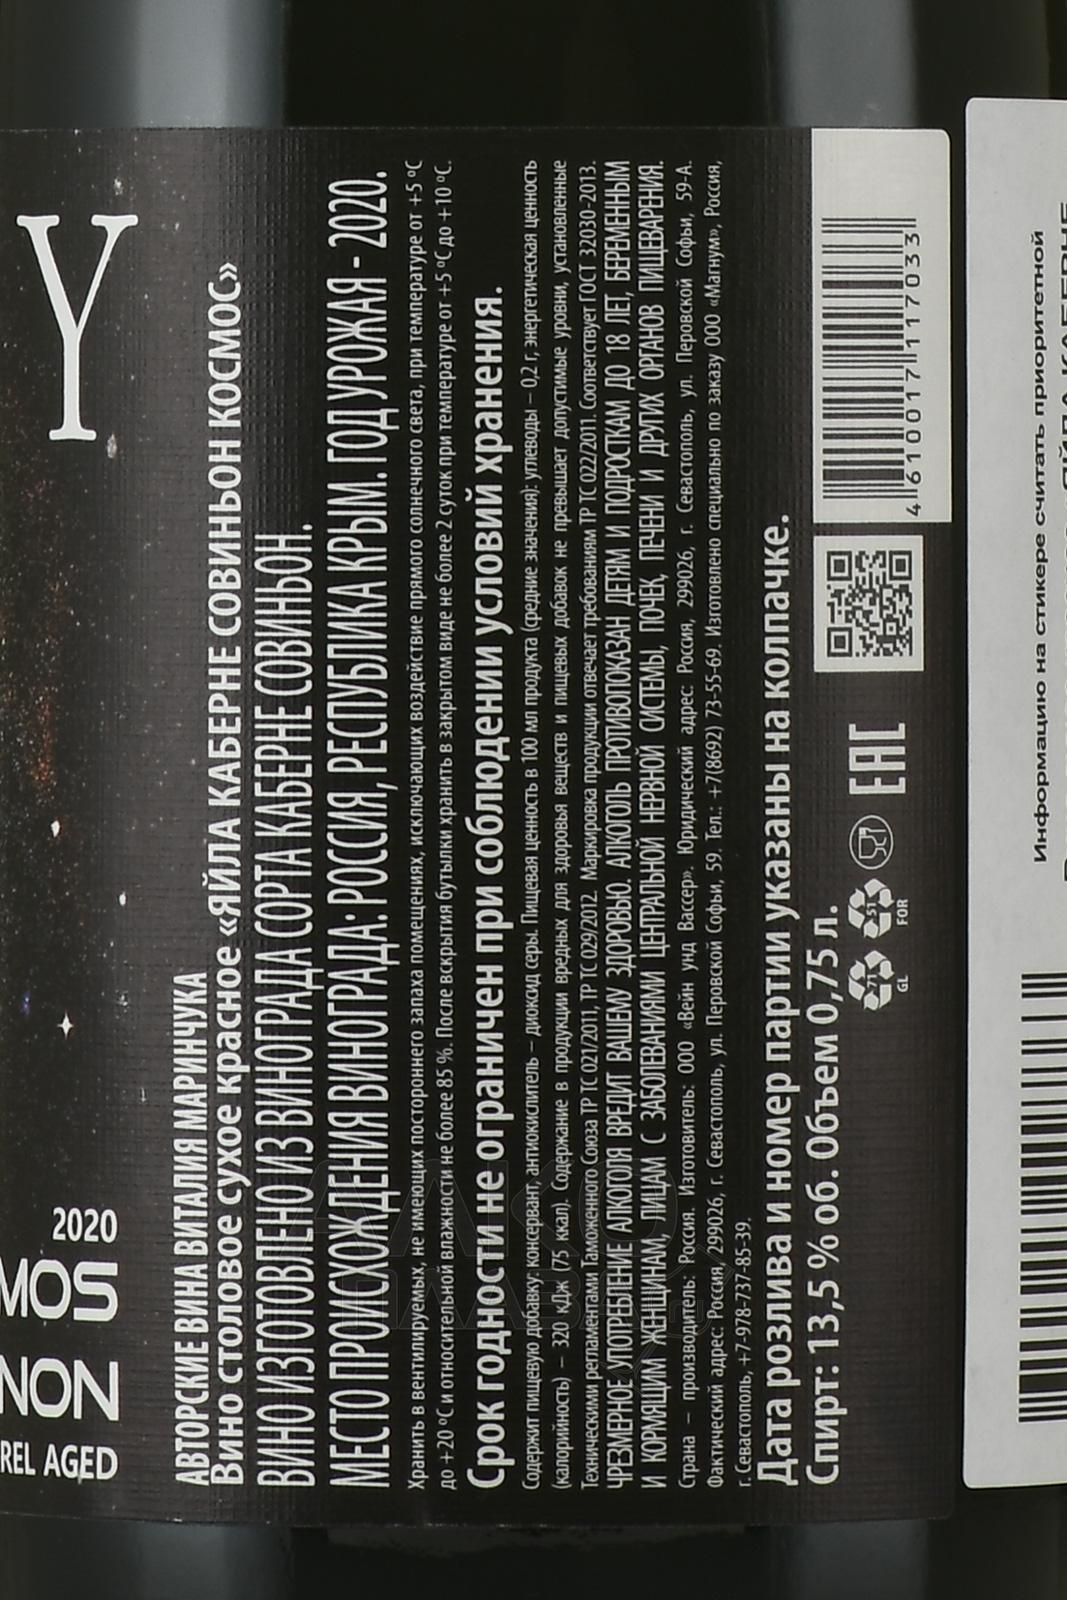 Y
2020
MOS
NON
REL AGED
АВТОРСКИЕ ВИНА ВИТАЛИЯ МАРИНЧУКА
Вино столовое сухое красное «ЯЙЛА КАБЕРНЕ СОВИНЬОН КОСМОС»
ВИНО ИЗГОТОВЛЕНО ИЗ ВИНОГРАДА СОРТА КАБЕРНЕ СОВИНЬОН.
МЕСТО ПРОИСХОЖДЕНИЯ ВИНОГРАДА: РОССИЯ, РЕСПУБЛИКА КРЫМ. ГОД УРОЖАЯ - 2020.
Хранить в вентилируемых, не имеющих постороннего запаха помещениях, исключающих воздействие прямого солнечного света, при температуре от +5 °С
до +20 °С и относительной влажности не более 85 %. После вскрытия бутылки хранить в закрытом виде не более 2 суток при температуре от +5 °С до +10 °С.
Срок годности не ограничен при соблюдении условий хранения.
Содержит пищевую добавку: консервант, антиокислитель – диоксид серы. Пищевая ценность в 100 мл продукта (средние значения): углеводы – 0,2 г, энергетическая ценность
(калорийность) – 320 кДж (75 ккал). Содержание в продукции вредных для здоровья веществ и пищевых добавок не превышает допустимые уровни, установленные
Техническими регламентами Таможенного Союза ТР ТС 021/2011, ТР ТС 029/2012. Маркировка продукции отвечает требованиям ТР ТС 022/2011. Соответствует ГОСТ 32030-2013.
ЧРЕЗМЕРНОЕ УПОТРЕБЛЕНИЕ АЛКОГОЛЯ ВРЕДИТ ВАШЕМУ ЗДОРОВЬЮ. АЛКОГОЛЬ ПРОТИВОПОКАЗАН ДЕТЯМ И ПОДРОСТКАМ ДО 18 ЛЕТ, БЕРЕМЕННЫМ
И КОРМЯЩИМ ЖЕНЩИНАМ, ЛИЦАМ С ЗАБОЛЕВАНИЯМИ ЦЕНТРАЛЬНОЙ НЕРВНОЙ СИСТЕМЫ, ПОЧЕК, ПЕЧЕНИ И ДРУГИХ ОРГАНОВ ПИЩЕВАРЕНИЯ.
Страна – производитель: Россия. Изготовитель: ООО «Вейн унд Вассер». Юридический адрес: Россия, 299026, г. Севастополь, ул. Перовской Софьи, 59-А.
Фактический адрес: Россия, 299026, г. Севастополь, ул. Перовской Софьи, 59. Тел.: +7(8692) 73-55-69. Изготовлено специально по заказу ООО «Магнум», Россия,
г. Севастополь, +7-978-737-85-39.
Дата розлива и номер партии указаны на колпачке.
Спирт: 13,5 % об. Объем 0,75 л.
71
GL
51
FOR
EAC
4610017117033
Информацию на стикере считать приоритетной